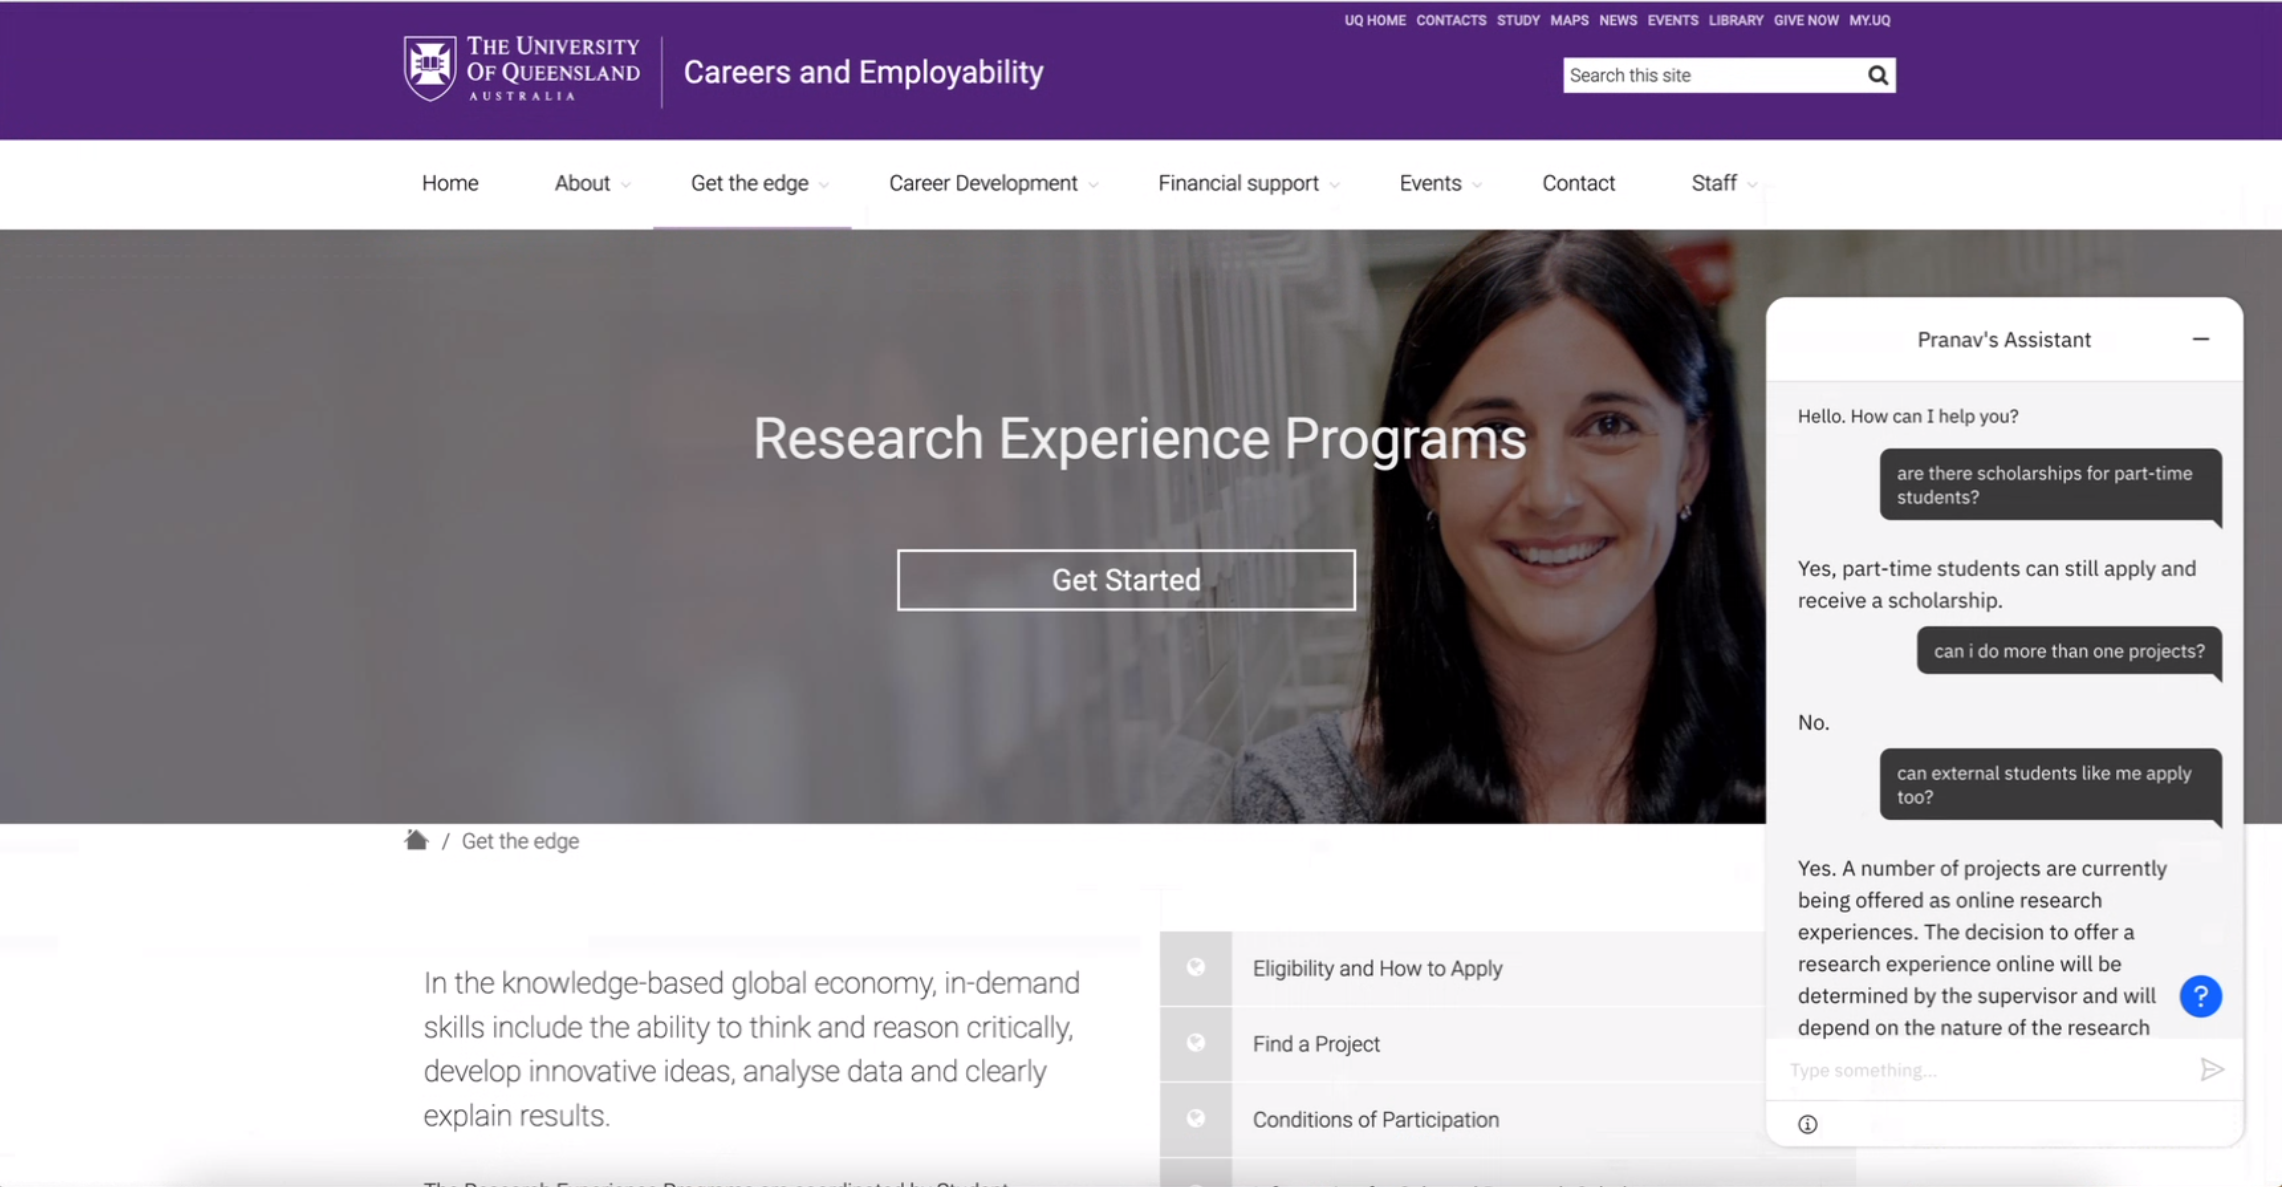 UQ HOME CONTACTS STUDY MAPS NEWS EVENTS LIBRARY GIVE NOW MY.UQ
THE UNIVERSITY
OF QUEENSLAND
AUSTRALIA
Careers and Employability
Search this site
Home About Get the edge Career Development Financial support Events Contact Staff
Research Experience Programs
Get Started
Get the edge
In the knowledge-based global economy, in-demand
skills include the ability to think and reason critically,
develop innovative ideas, analyse data and clearly
explain results.
Eligibility and How to Apply
Find a Project
Conditions of Participation
Pranav's Assistant
Hello. How can I help you?
are there scholarships for part-time
students?
Yes, part-time students can still apply and
receive a scholarship.
can i do more than one projects?
No.
can external students like me apply
too?
Yes. A number of projects are currently
being offered as online research
experiences. The decision to offer a
research experience online will be
determined by the supervisor and will
depend on the nature of the research
?
Type something...